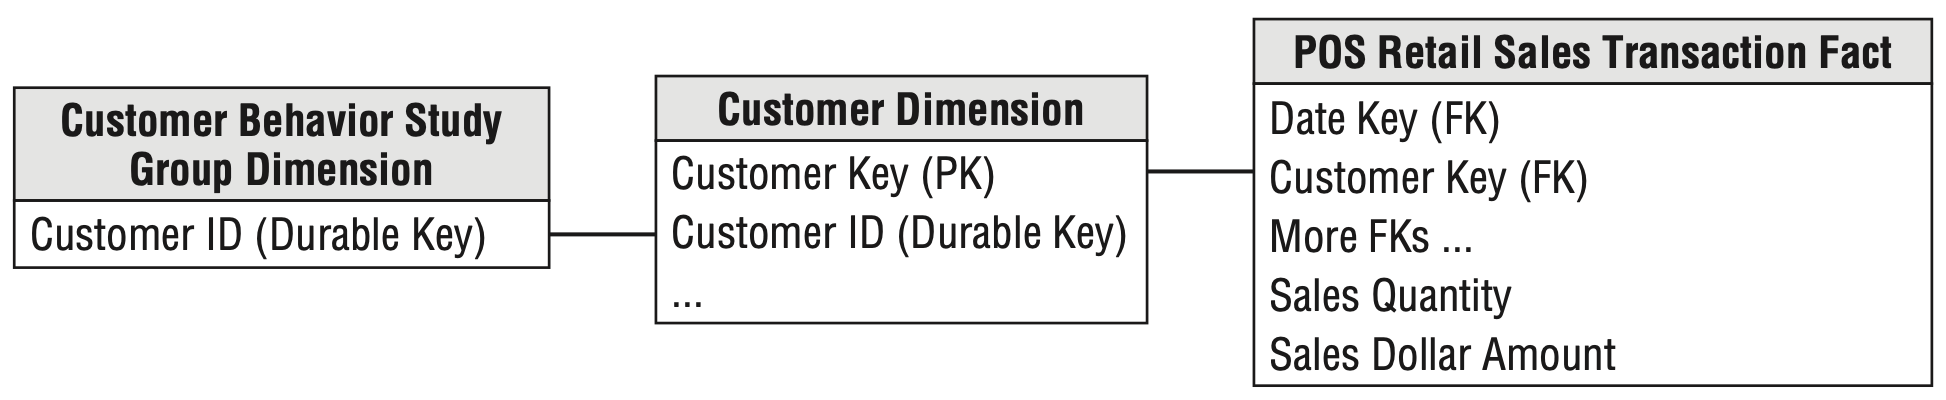 Customer Behavior Study
Group Dimension
Customer ID (Durable Key)
Customer Dimension
Customer Key (PK)
Customer ID (Durable Key)
...
POS Retail Sales Transaction Fact
Date Key (FK)
Customer Key (FK)
More FKs ...
Sales Quantity
Sales Dollar Amount